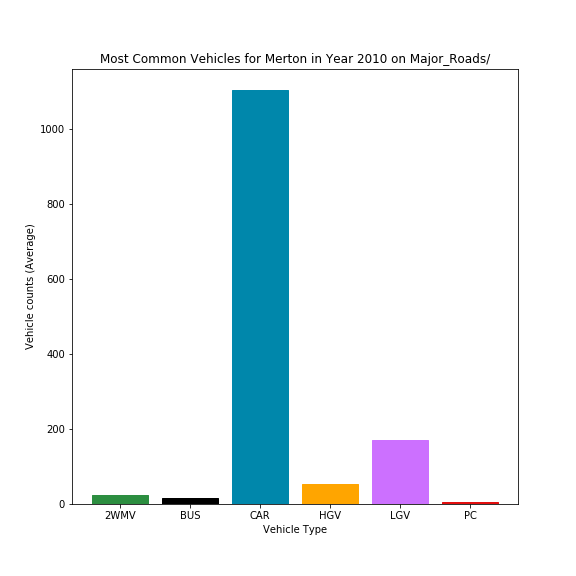 Most Common Vehicles for Merton in Year 2010 on Major_Roads/
Vehicle counts (Average)
1000
800
600
400
200
0
2WMV BUS CAR HGV LGV PC
Vehicle Type